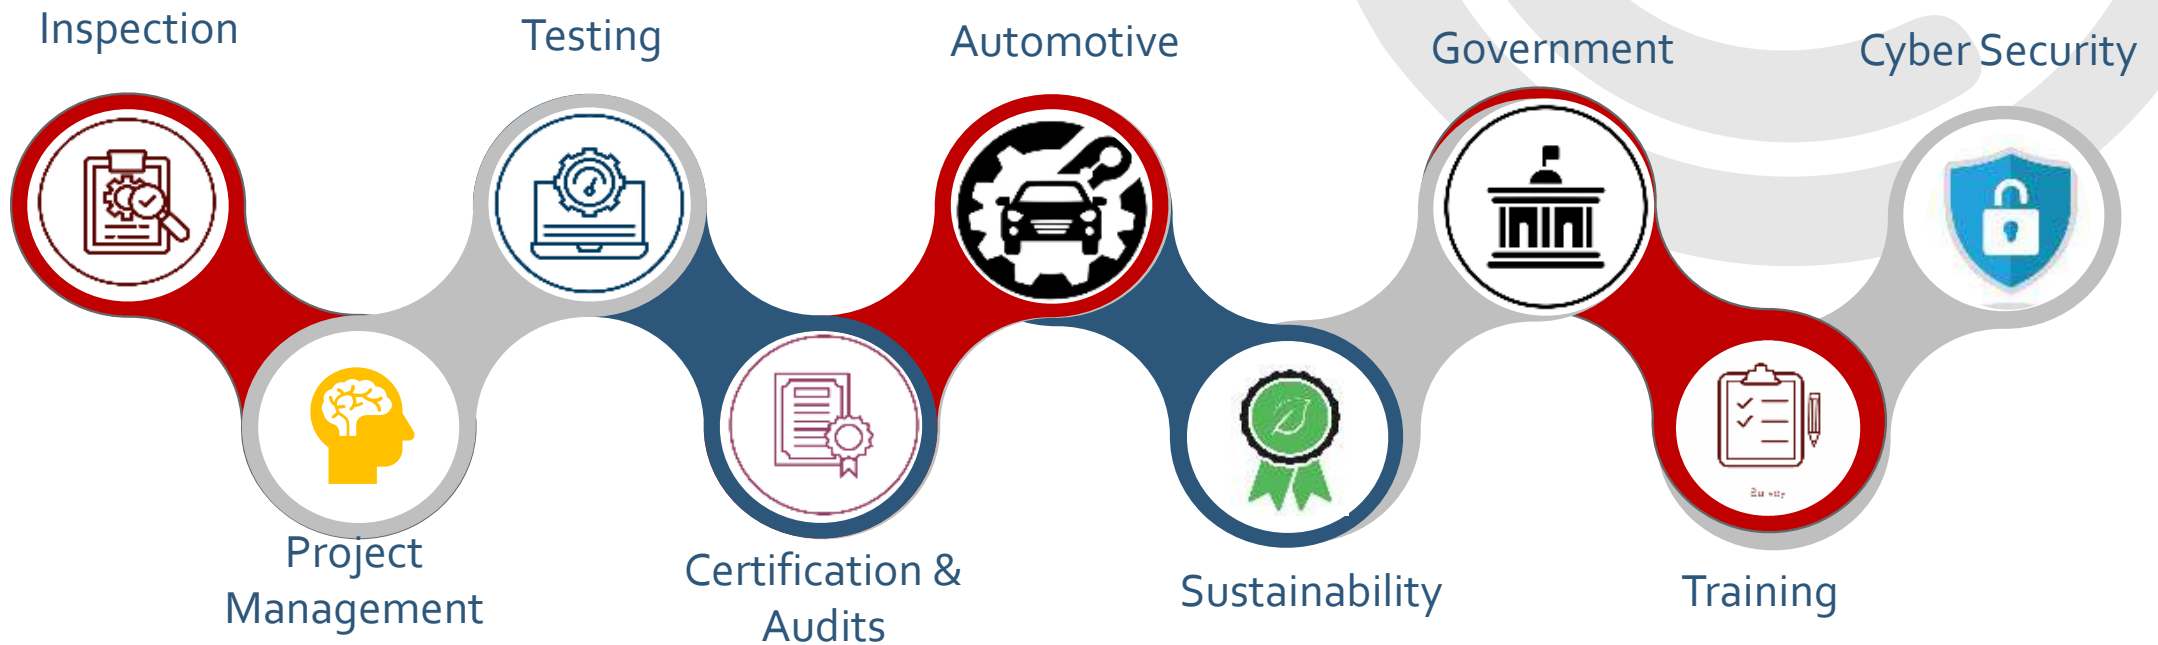 Inspection
Testing
Automotive
Government
Cyber Security
Project
Management
Certification &
Audits
Sustainability
Training